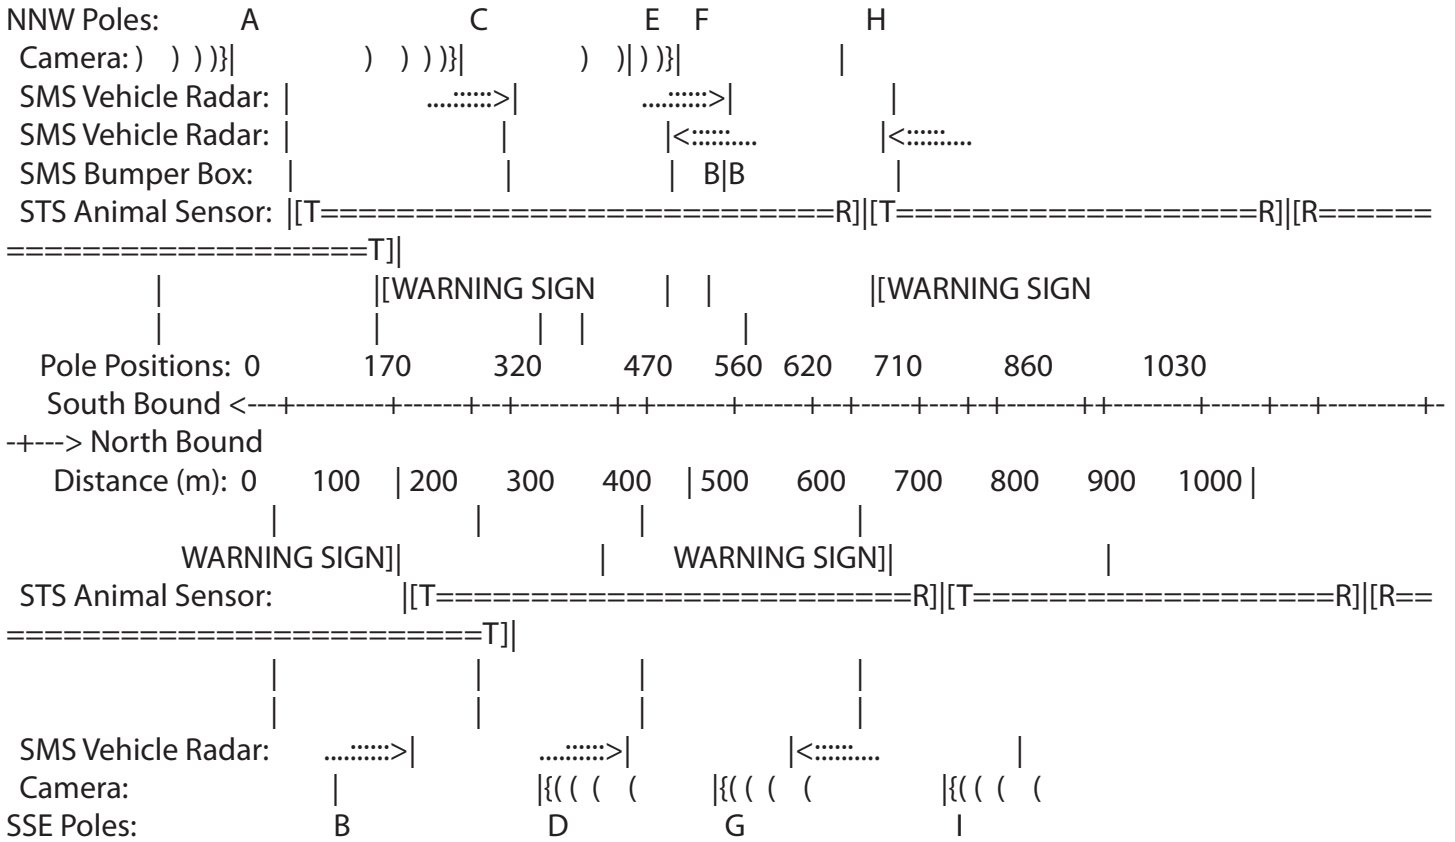 NNW Poles: A C E F H
Camera: ) ) ) )}| ) ) ) )}| ) )| ) )}| |
SMS Vehicle Radar: | ....::::::>| ....::::::>| |
SMS Vehicle Radar: | | |<::::::.... |<::::::....
SMS Bumper Box: | | | B|B |
STS Animal Sensor: |[T===========================R]|[T===================R]|[R======
===================T]|
| |[WARNING SIGN | | |[WARNING SIGN
| | | | |
Pole Positions: 0 170 320 470 560 620 710 860 1030
South Bound <---+----------+-------+---+----------+--+---------+-------+---+------+----+--+---------+-+---------+------+----+-----------+-
-+---> North Bound
Distance (m): 0 100 | 200 300 400 | 500 600 700 800 900 1000 |
| | | |
WARNING SIGN]| | WARNING SIGN]| |
STS Animal Sensor: |[T=========================R]|[T===================R]|[R==
=========================T]|
| | | |
| | | |
SMS Vehicle Radar: ....::::::>| ....::::::>| |<::::::.... |
Camera: | |{( ( ( ( |{( ( ( ( |{( ( ( (
SSE Poles: B D G I